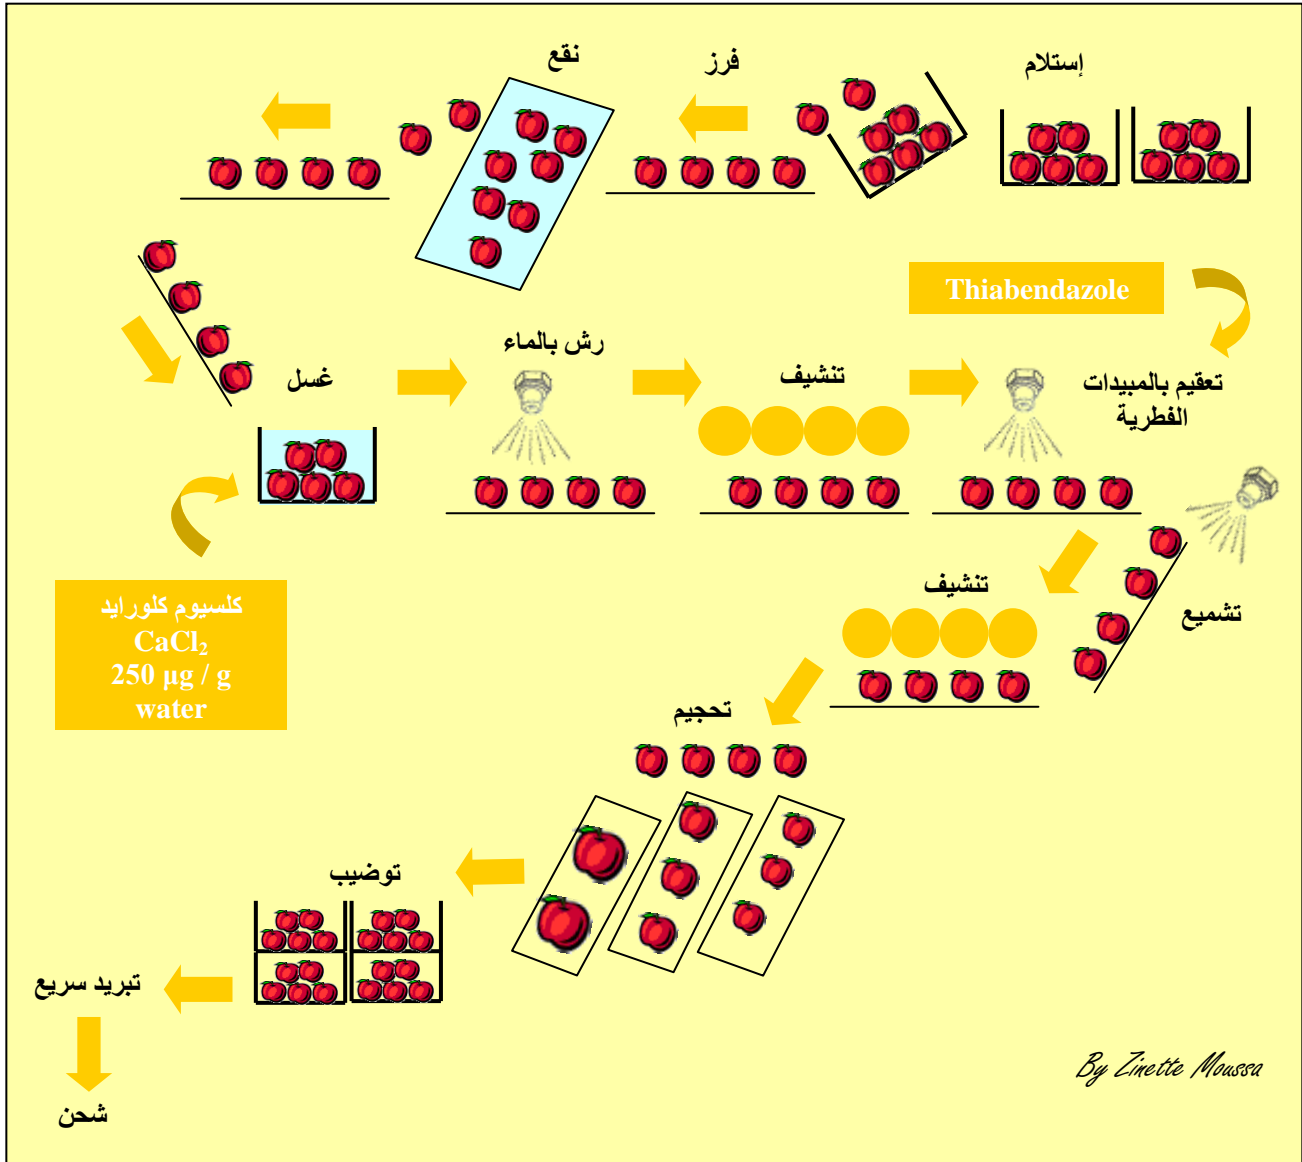 إستلام
فرز
نقع
Thiabendazole
غسل
رش بالماء
تنشيف
تعقيم بالمبيدات
الفطرية
كلسيوم كلورايد
CaCl₂
250 µg / g
water
تشميع
تنشيف
تحجيم
توضيب
تبريد سريع
شحن
By Zinette Moussa